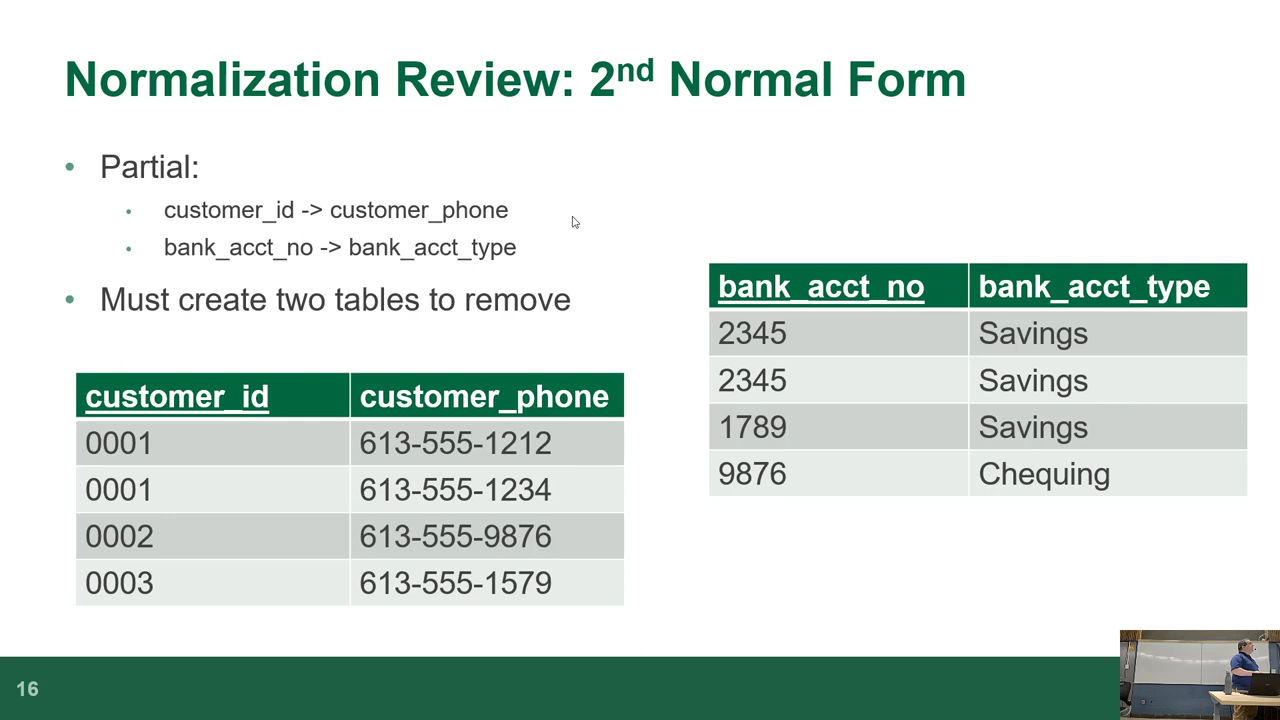 Normalization Review: 2nd Normal Form
• Partial:
• customer_id -> customer_phone
• bank_acct_no -> bank_acct_type
• Must create two tables to remove
customer_id customer_phone
0001 613-555-1212
0001 613-555-1234
0002 613-555-9876
0003 613-555-1579
bank_acct_no bank_acct_type
2345 Savings
2345 Savings
1789 Savings
9876 Chequing
16